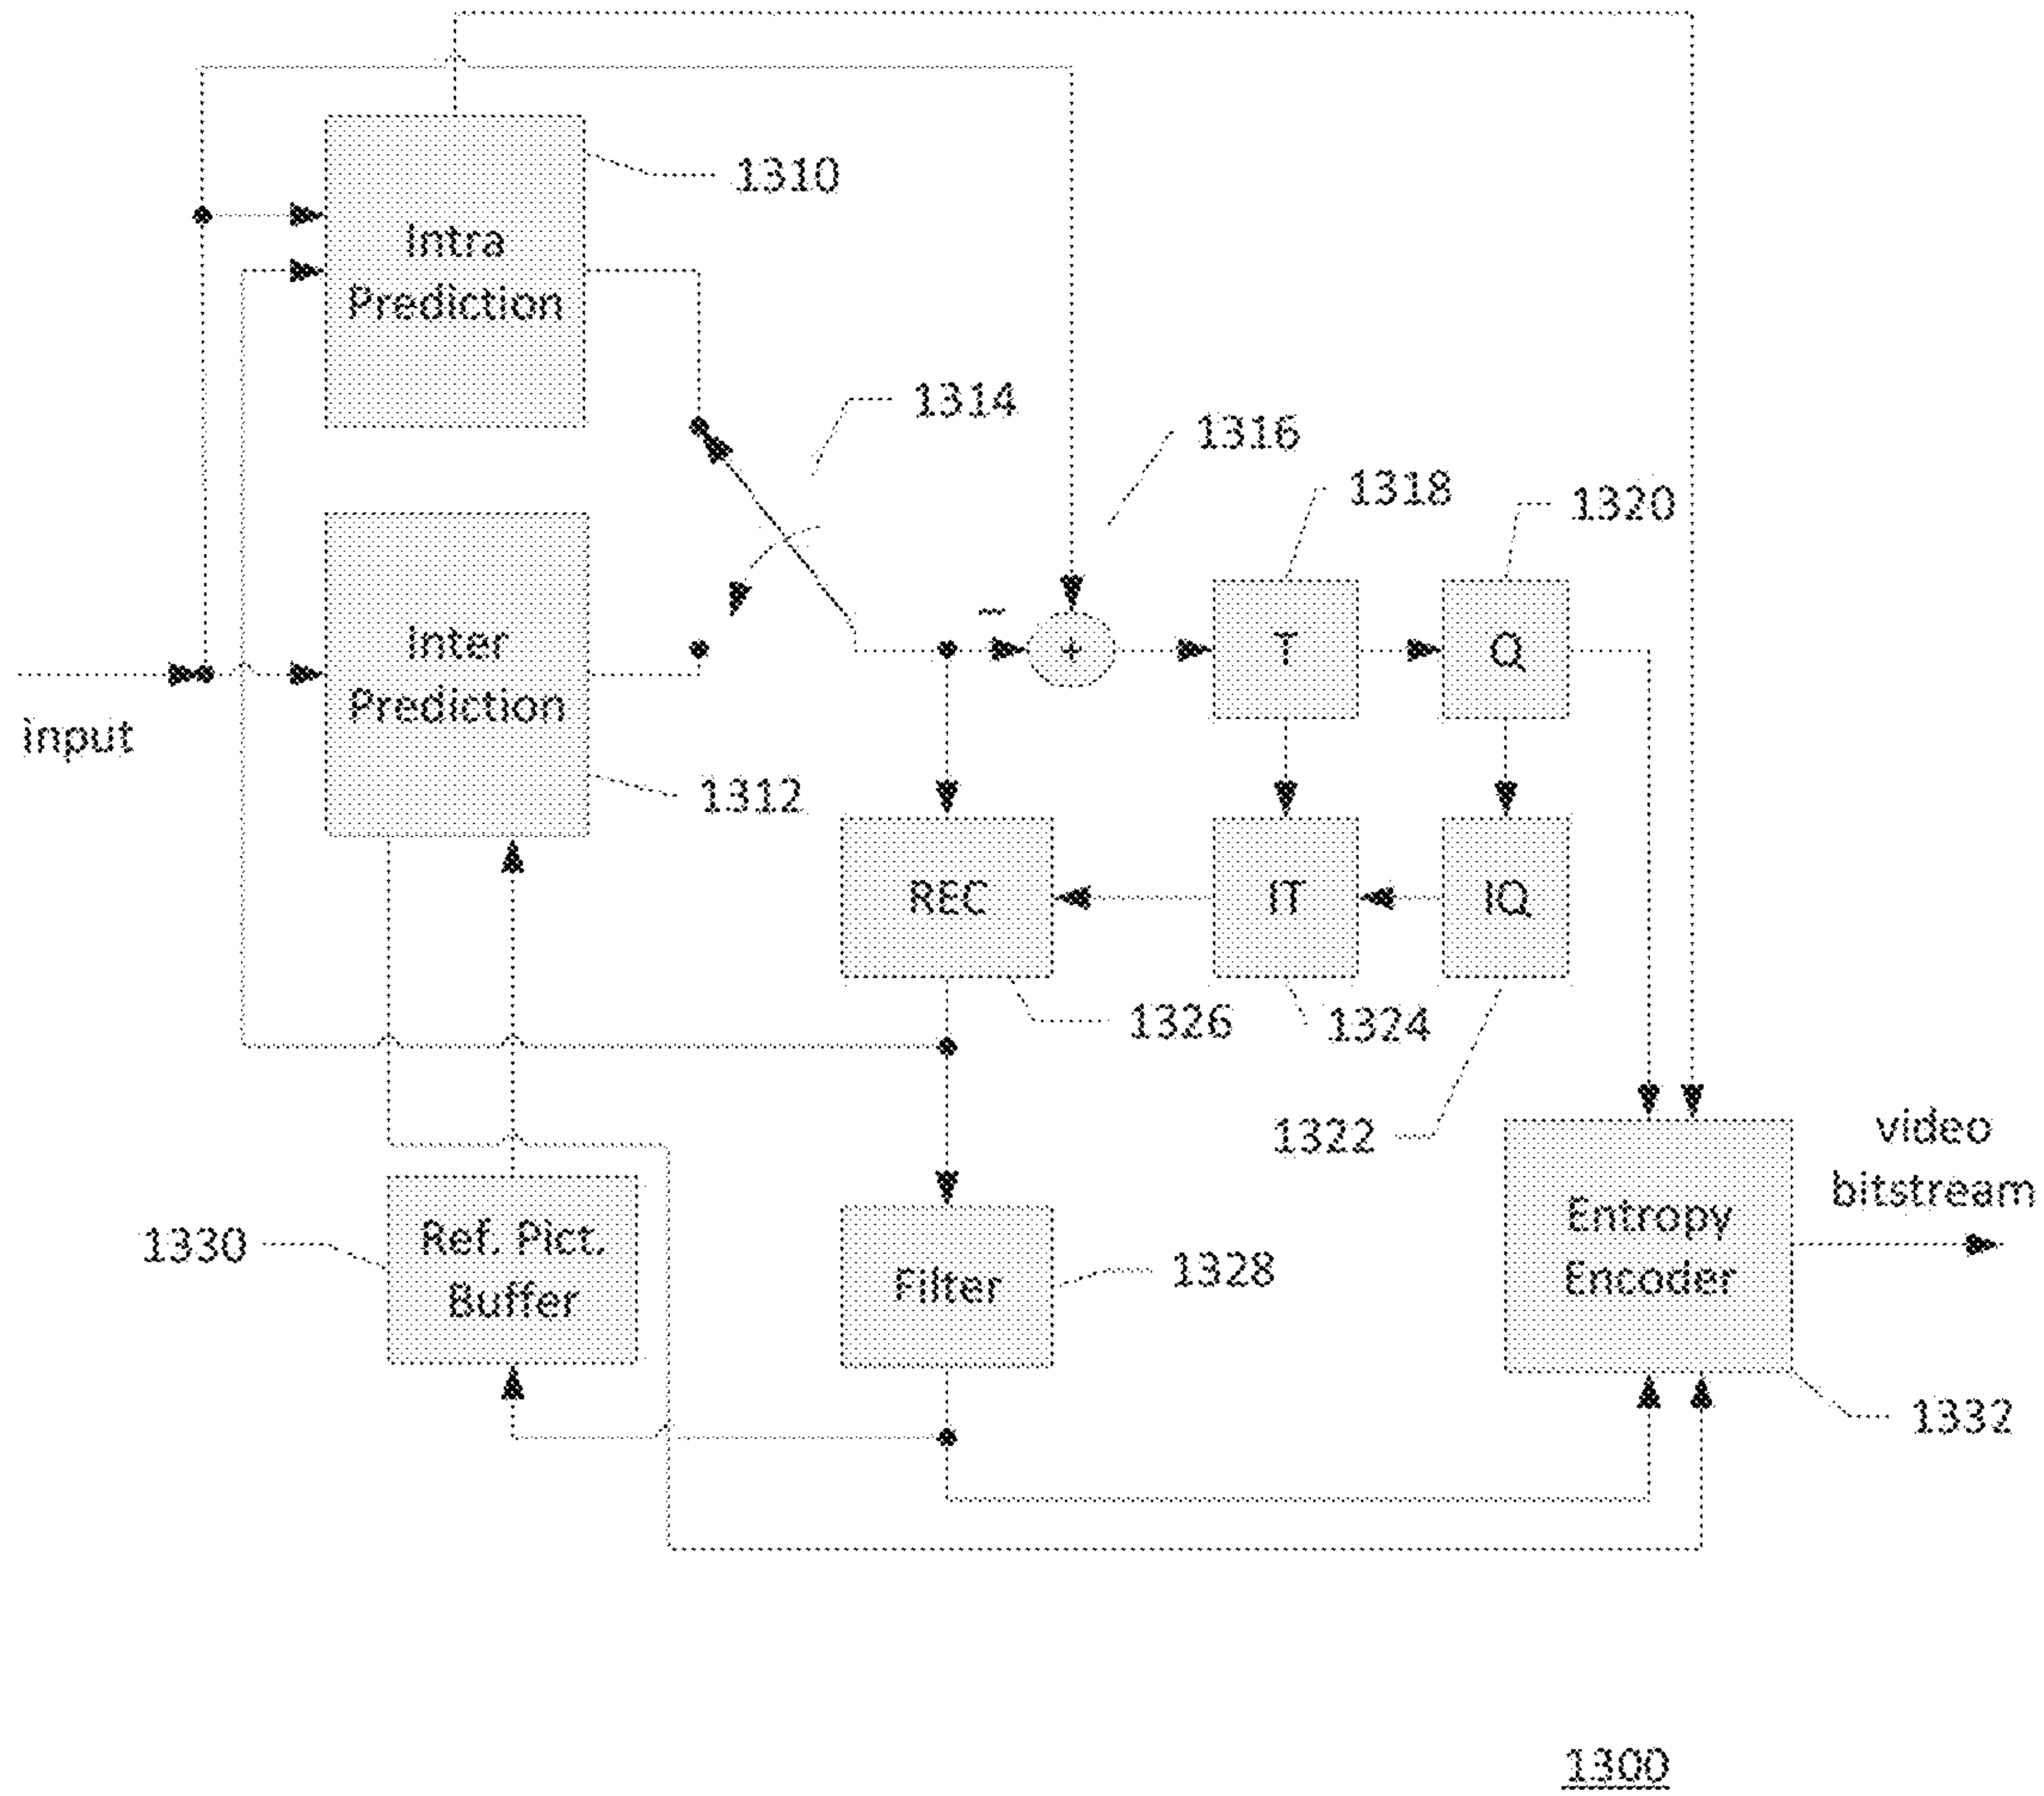 1310
Intra
Prediction
1314
1316
1318
1320
−
+
T
Q
Inter
Prediction
input
1312
REC
IT
IQ
1326
1324
1322
video
bitstream
Entropy
Encoder
Ref. Pict.
Buffer
1330
Filter
1328
1332
1300